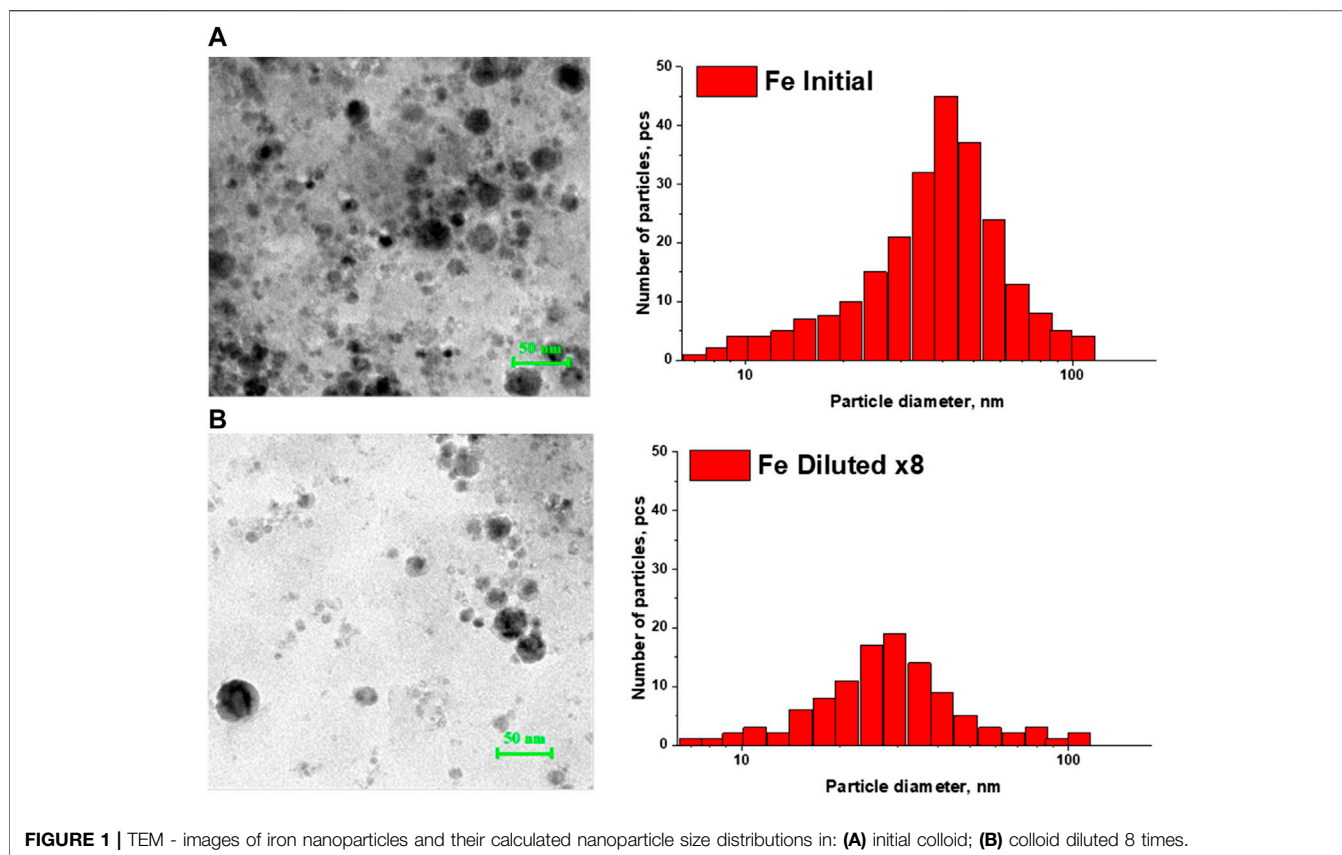 A
50 nm
Fe Initial
Number of particles, pcs
50
40
30
20
10
0
10 100
Particle diameter, nm
B
50 nm
Fe Diluted x8
Number of particles, pcs
50
40
30
20
10
0
10 100
Particle diameter, nm
FIGURE 1 | TEM - images of iron nanoparticles and their calculated nanoparticle size distributions in: (A) initial colloid; (B) colloid diluted 8 times.